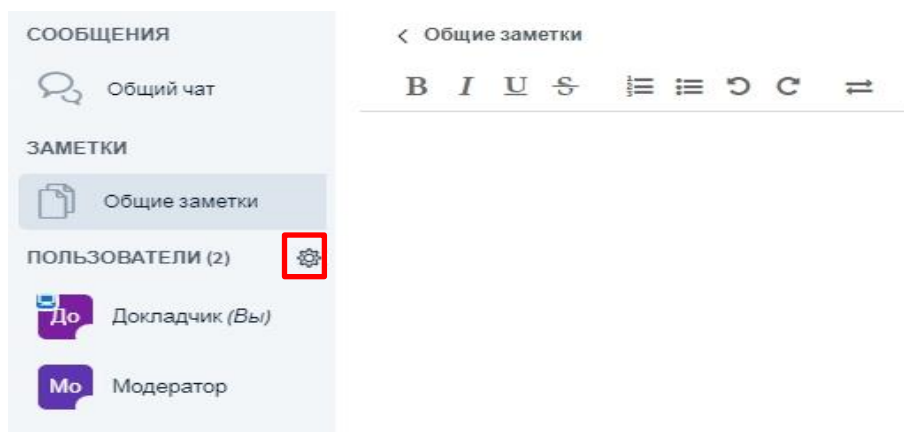 СООБЩЕНИЯ
Общий чат
ЗАМЕТКИ
Общие заметки
ПОЛЬЗОВАТЕЛИ (2)
До Докладчик (Вы)
Мо Модератор
Общие заметки
B I U S